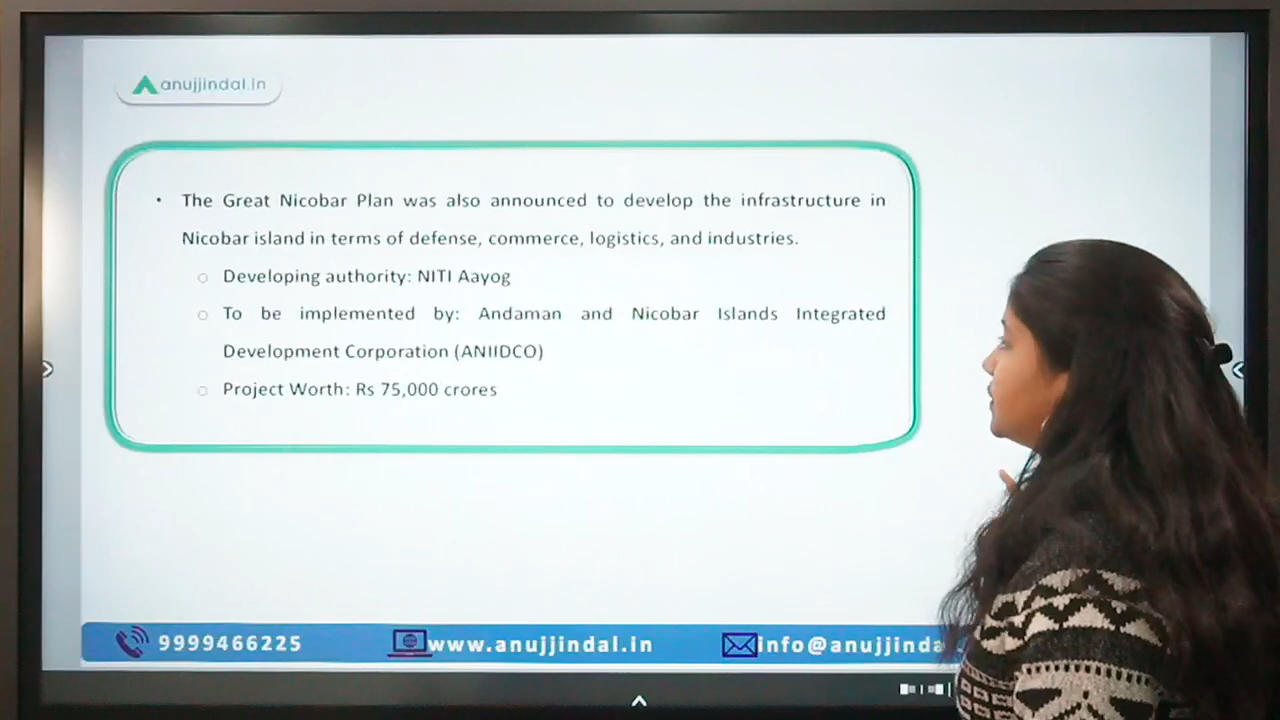 anujjindal.in
• The Great Nicobar Plan was also announced to develop the infrastructure in
Nicobar island in terms of defense, commerce, logistics, and industries.
○ Developing authority: NITI Aayog
○ To be implemented by: Andaman and Nicobar Islands Integrated
Development Corporation (ANIIDCO)
○ Project Worth: Rs 75,000 crores
9999466225 www.anujjindal.in info@anujjinda